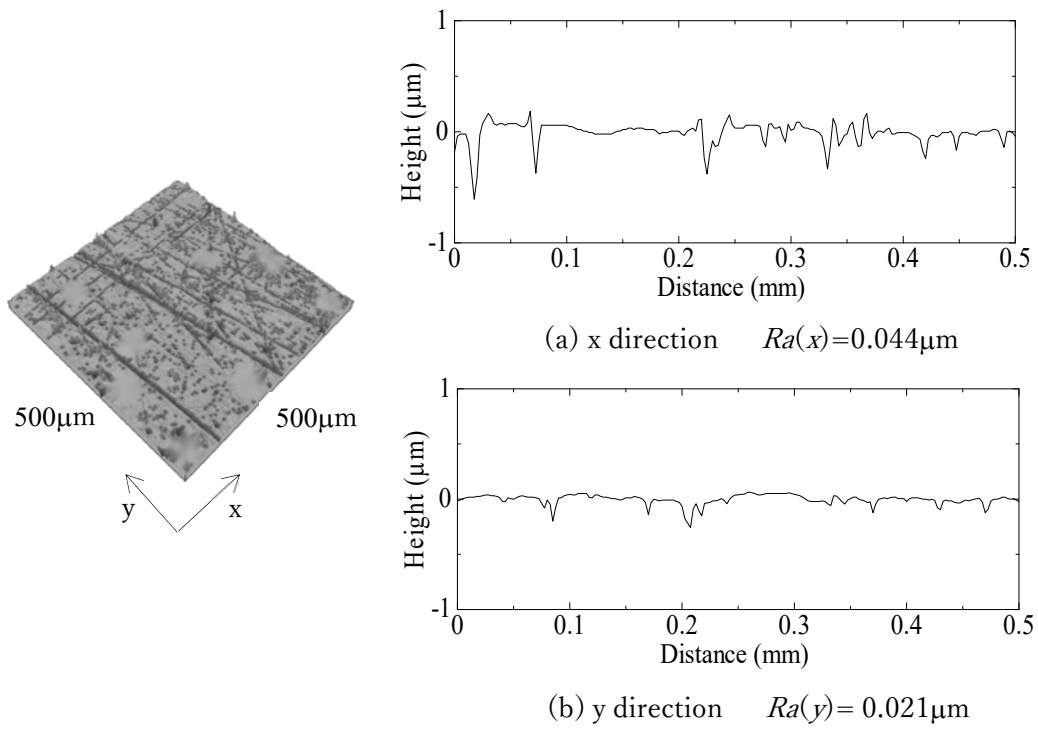 500μm
500μm
y
x
Height (μm)
1
0
-1
0
0.1
0.2
0.3
0.4
0.5
Distance (mm)
(a) x direction Ra(x)=0.044μm
Height (μm)
1
0
-1
0
0.1
0.2
0.3
0.4
0.5
Distance (mm)
(b) y direction Ra(y)= 0.021μm